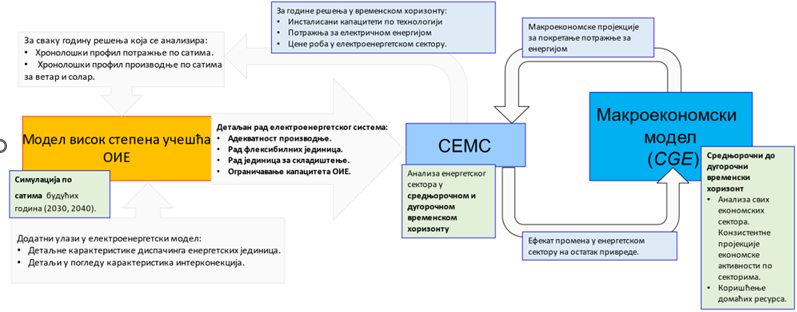 За године решења у временском хоризонту:
• Инсталисани капацитети по технологији
• Потражња за електричном енергијом
• Цене роба у електроенергетском сектору.
Макроекономске пројекције
за покретање потражње за
енергијом
За сваку годину решења која се анализира:
• Хронолошки профил потражње по сатима.
• Хронолошки профил производње по сатима
за ветар и солар.
Модел висок степена учешћа
ОИЕ
Симулација по
сатима будућих
година (2030, 2040).
Детаљан рад електроенергетског система:
• Адекватност производње.
• Рад флексибилних јединица.
• Рад јединица за складиштење.
• Ограничавање капацитета ОИЕ.
СЕМС
Анализа енергетског
сектора у
средњорочном и
дугорочном
временском
хоризонту
Макроекономски
модел
(CGE)
Средњорочни до
дугорочни
временски
хоризонт
• Анализа свих
економских
сектора.
Конзистентне
пројекције
економске
активности по
секторима.
• Коришћење
домаћих ресурса.
Додатни улази у електроенергетски модел:
• Детаљне карактеристике диспачинга енергетских јединица.
• Детаљи у погледу карактеристика интерконекција.
Ефекат промена у енергетском
сектору на остатак привреде.